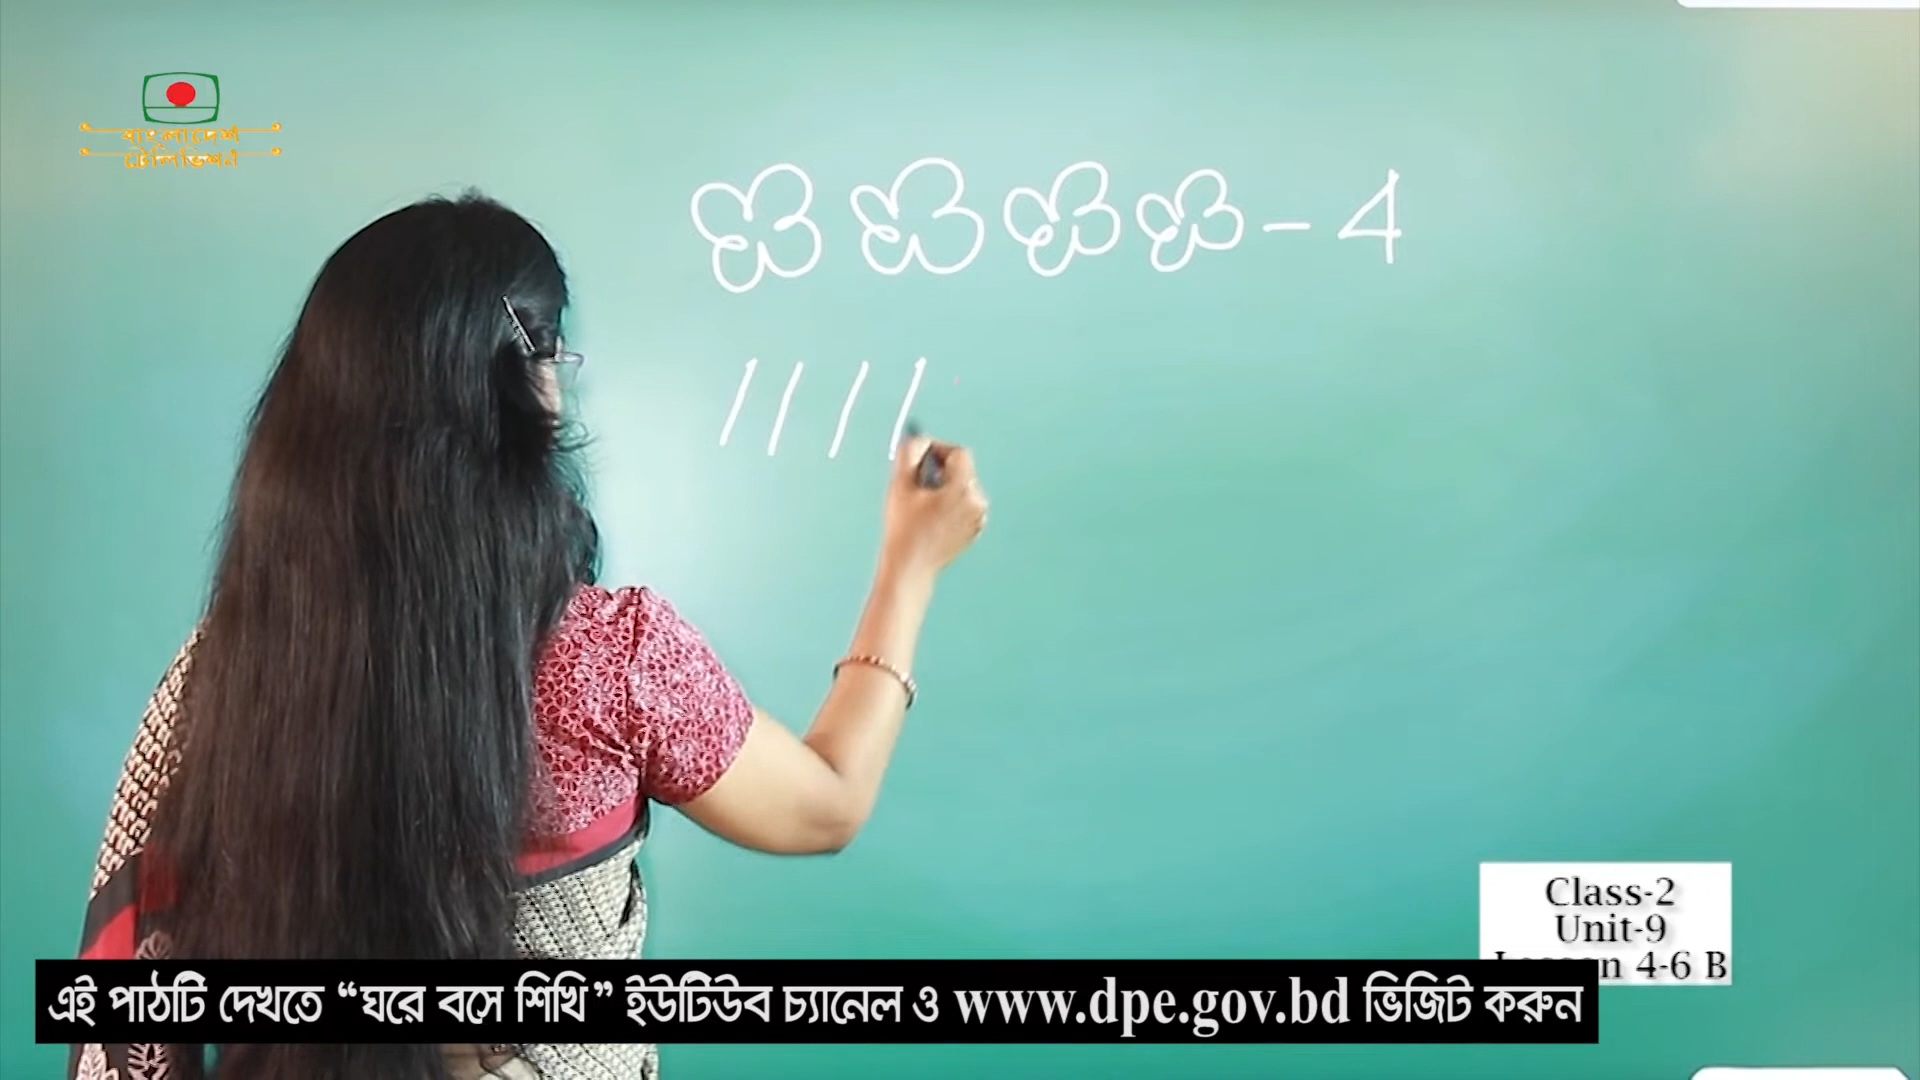 বাংলাদেশ
টেলিভিশন
- 4
Class-2
Unit-9
Lesson 4-6 B
এই পাঠটি দেখতে “ঘরে বসে শিখি” ইউটিউব চ্যানেল ও www.dpe.gov.bd ভিজিট করুন